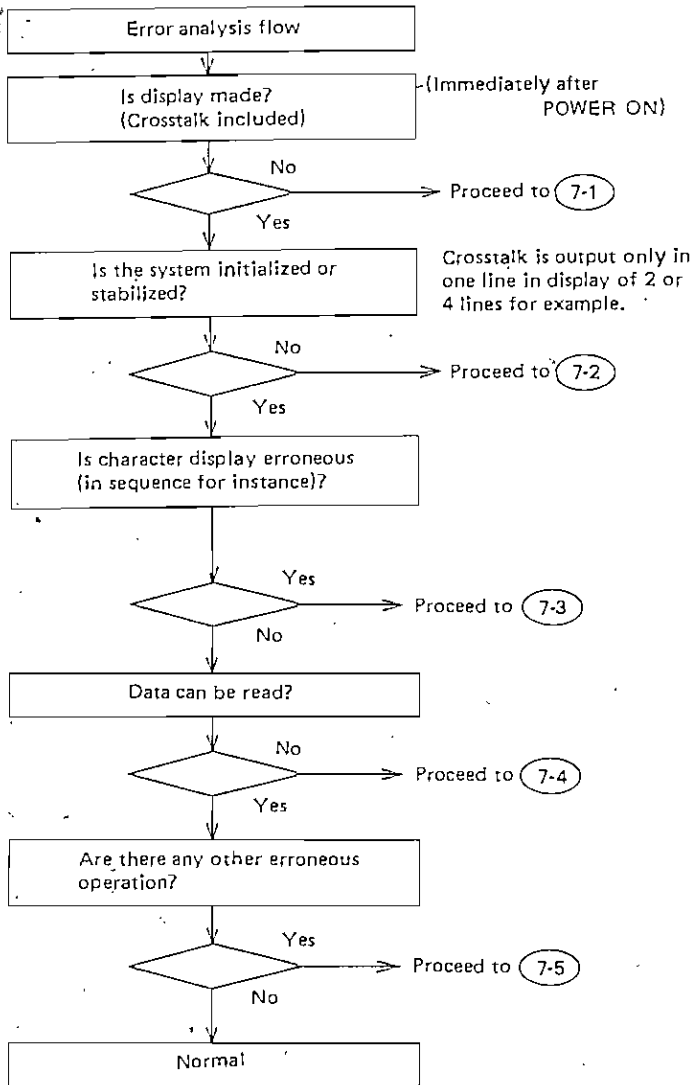 Error analysis flow
Is display made?
(Crosstalk included)
(Immediately after
POWER ON)
No
Proceed to 7-1
Yes
Is the system initialized or
stabilized?
Crosstalk is output only in
one line in display of 2 or
4 lines for example.
No
Proceed to 7-2
Yes
Is character display erroneous
(in sequence for instance)?
Yes
Proceed to 7-3
No
Data can be read?
No
Proceed to 7-4
Yes
Are there any other erroneous
operation?
Yes
Proceed to 7-5
No
Normal